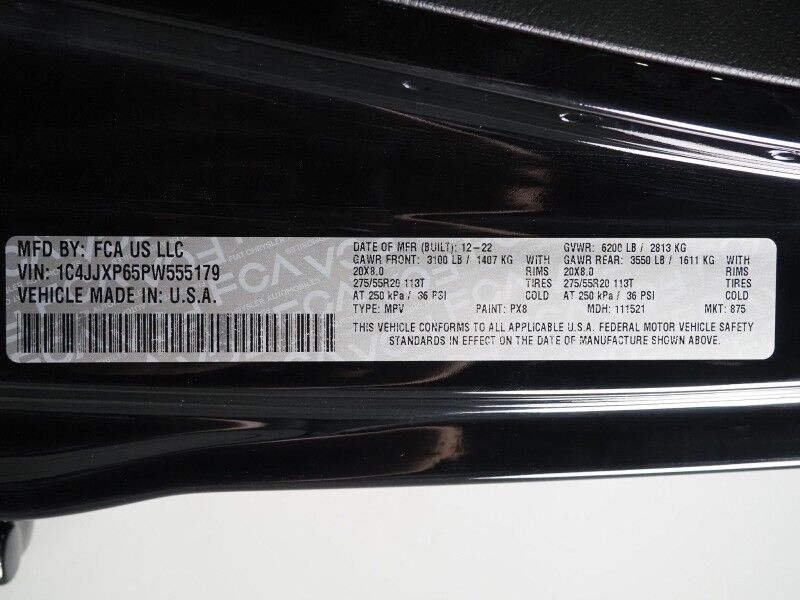 MFD BY: FCA US LLC
VIN: 1C4JJXP65PW555179
VEHICLE MADE IN: U.S.A.
DATE OF MFR (BUILT): 12-22 GVWR: 6200 LB / 2813 KG
GAWR FRONT: 3100 LB / 1407 KG GAWR REAR: 3550 LB / 1611 KG
20X8.0 RIMS 20X8.0 RIMS
275/55R20 113T TIRES 275/55R20 113T TIRES
AT 250 kPa / 36 PSI COLD AT 250 kPa / 36 PSI COLD
TYPE: MPV PAINT: PX8 MDH: 111521 MKT: 875
THIS VEHICLE CONFORMS TO ALL APPLICABLE U.S.A. FEDERAL MOTOR VEHICLE SAFETY
STANDARDS IN EFFECT ON THE DATE OF MANUFACTURE SHOWN ABOVE.